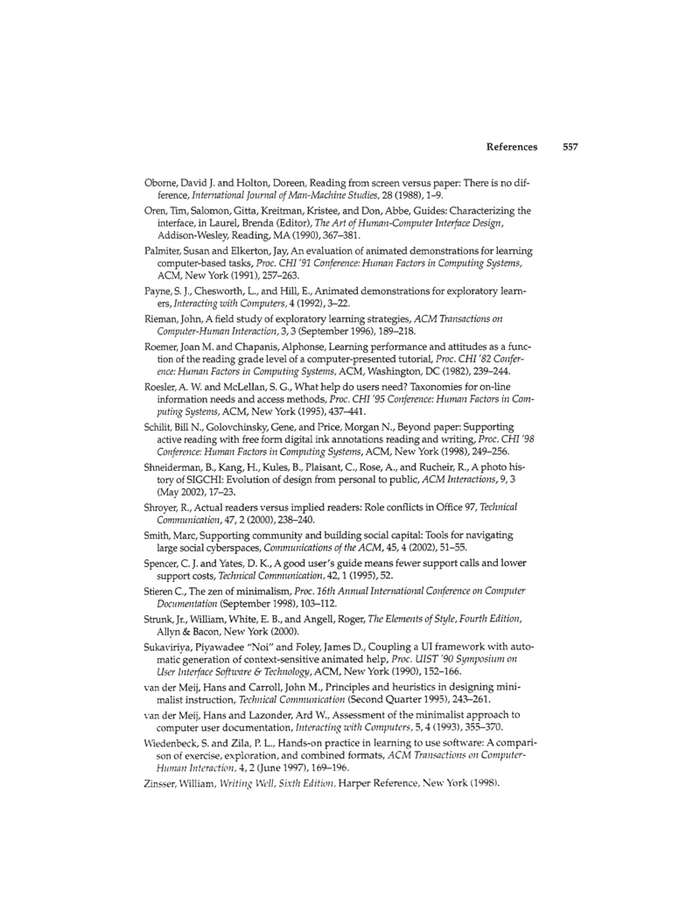 References 557
Oborne, David J. and Holton, Doreen, Reading from screen versus paper: There is no dif-
ference, International Journal of Man-Machine Studies, 28 (1988), 1–9.
Oren, Tim, Salomon, Gitta, Kreitman, Kristee, and Don, Abbe, Guides: Characterizing the
interface, in Laurel, Brenda (Editor), The Art of Human-Computer Interface Design,
Addison-Wesley, Reading, MA (1990), 367–381.
Palmiter, Susan and Elkerton, Jay, An evaluation of animated demonstrations for learning
computer-based tasks, Proc. CHI '91 Conference: Human Factors in Computing Systems,
ACM, New York (1991), 257–263.
Payne, S. J., Chesworth, L., and Hill, E., Animated demonstrations for exploratory learn-
ers, Interacting with Computers, 4 (1992), 3–22.
Rieman, John, A field study of exploratory learning strategies, ACM Transactions on
Computer-Human Interaction, 3, 3 (September 1996), 189–218.
Roemer, Joan M. and Chapanis, Alphonse, Learning performance and attitudes as a func-
tion of the reading grade level of a computer-presented tutorial, Proc. CHI '82 Confer-
ence: Human Factors in Computing Systems, ACM, Washington, DC (1982), 239–244.
Roesler, A. W. and McLellan, S. G., What help do users need? Taxonomies for on-line
information needs and access methods, Proc. CHI '95 Conference: Human Factors in Com-
puting Systems, ACM, New York (1995), 437–441.
Schilit, Bill N., Golovchinsky, Gene, and Price, Morgan N., Beyond paper: Supporting
active reading with free form digital ink annotations reading and writing, Proc. CHI '98
Conference: Human Factors in Computing Systems, ACM, New York (1998), 249–256.
Shneiderman, B., Kang, H., Kules, B., Plaisant, C., Rose, A., and Rucheir, R., A photo his-
tory of SIGCHI: Evolution of design from personal to public, ACM Interactions, 9, 3
(May 2002), 17–23.
Shroyer, R., Actual readers versus implied readers: Role conflicts in Office 97, Technical
Communication, 47, 2 (2000), 238–240.
Smith, Marc, Supporting community and building social capital: Tools for navigating
large social cyberspaces, Communications of the ACM, 45, 4 (2002), 51–55.
Spencer, C. J. and Yates, D. K., A good user's guide means fewer support calls and lower
support costs, Technical Communication, 42, 1 (1995), 52.
Stieren C., The zen of minimalism, Proc. 16th Annual International Conference on Computer
Documentation (September 1998), 103–112.
Strunk, Jr., William, White, E. B., and Angell, Roger, The Elements of Style, Fourth Edition,
Allyn & Bacon, New York (2000).
Sukaviriya, Piyawadee "Noi" and Foley, James D., Coupling a UI framework with auto-
matic generation of context-sensitive animated help, Proc. UIST '90 Symposium on
User Interface Software & Technology, ACM, New York (1990), 152–166.
van der Meij, Hans and Carroll, John M., Principles and heuristics in designing mini-
malist instruction, Technical Communication (Second Quarter 1995), 243–261.
van der Meij, Hans and Lazonder, Ard W., Assessment of the minimalist approach to
computer user documentation, Interacting with Computers, 5, 4 (1993), 355–370.
Wiedenbeck, S. and Zila, P. L., Hands-on practice in learning to use software: A compari-
son of exercise, exploration, and combined formats, ACM Transactions on Computer-
Human Interaction, 4, 2 (June 1997), 169–196.
Zinsser, William, Writing Well, Sixth Edition, Harper Reference, New York (1998).